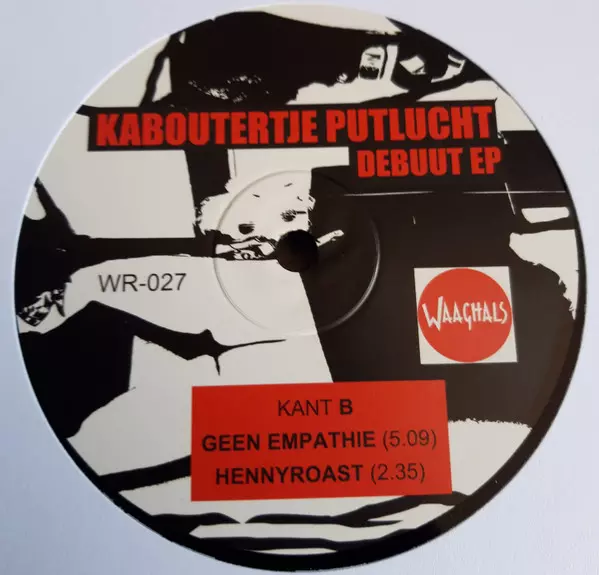 KABOUTERTJE PUTLUCHT
DEBUUT EP
WR-027
WAAGHALS
KANT B
GEEN EMPATHIE (5.09)
HENNYROAST (2.35)